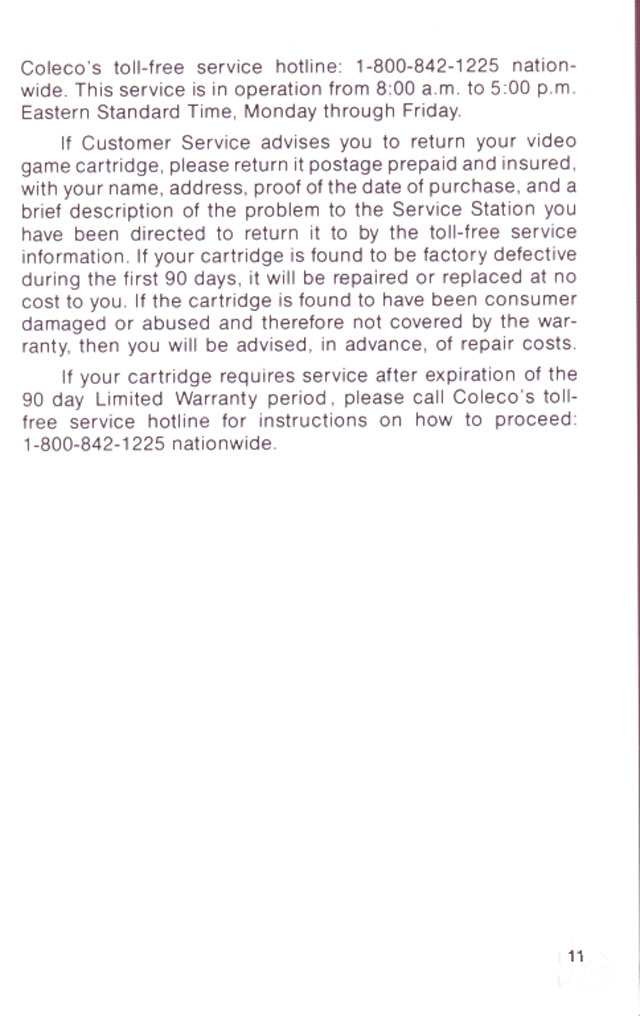 Coleco's toll-free service hotline: 1-800-842-1225 nation-
wide. This service is in operation from 8:00 a.m. to 5:00 p.m.
Eastern Standard Time, Monday through Friday.
If Customer Service advises you to return your video
game cartridge, please return it postage prepaid and insured,
with your name, address, proof of the date of purchase, and a
brief description of the problem to the Service Station you
have been directed to return it to by the toll-free service
information. If your cartridge is found to be factory defective
during the first 90 days, it will be repaired or replaced at no
cost to you. If the cartridge is found to have been consumer
damaged or abused and therefore not covered by the war-
ranty, then you will be advised, in advance, of repair costs.
If your cartridge requires service after expiration of the
90 day Limited Warranty period, please call Coleco's toll-
free service hotline for instructions on how to proceed:
1-800-842-1225 nationwide.
11